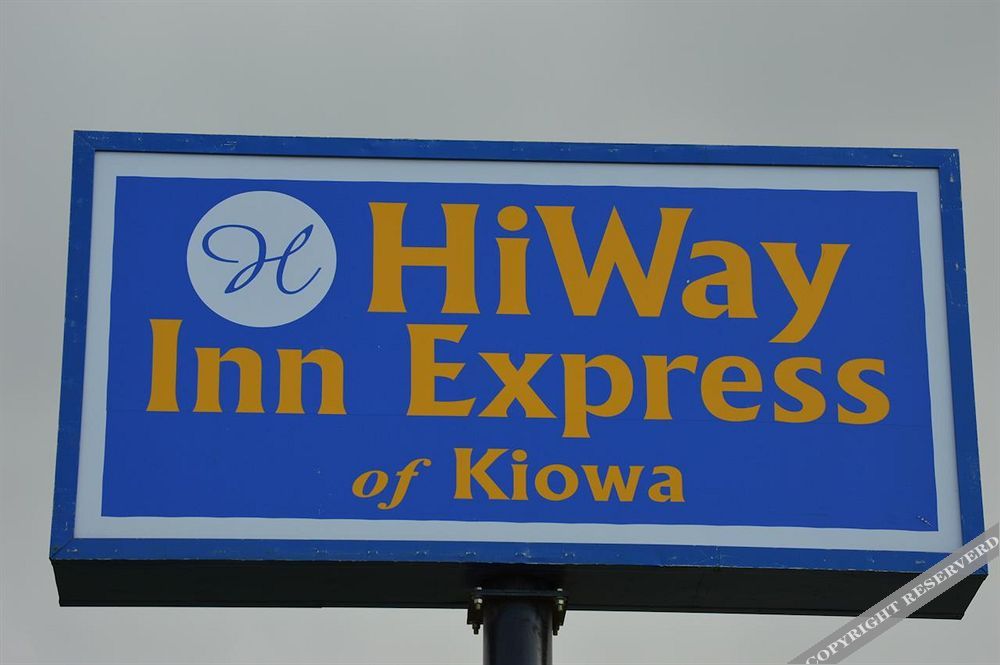 H HiWay
Inn Express
of Kiowa
COPYRIGHT RESERVERD